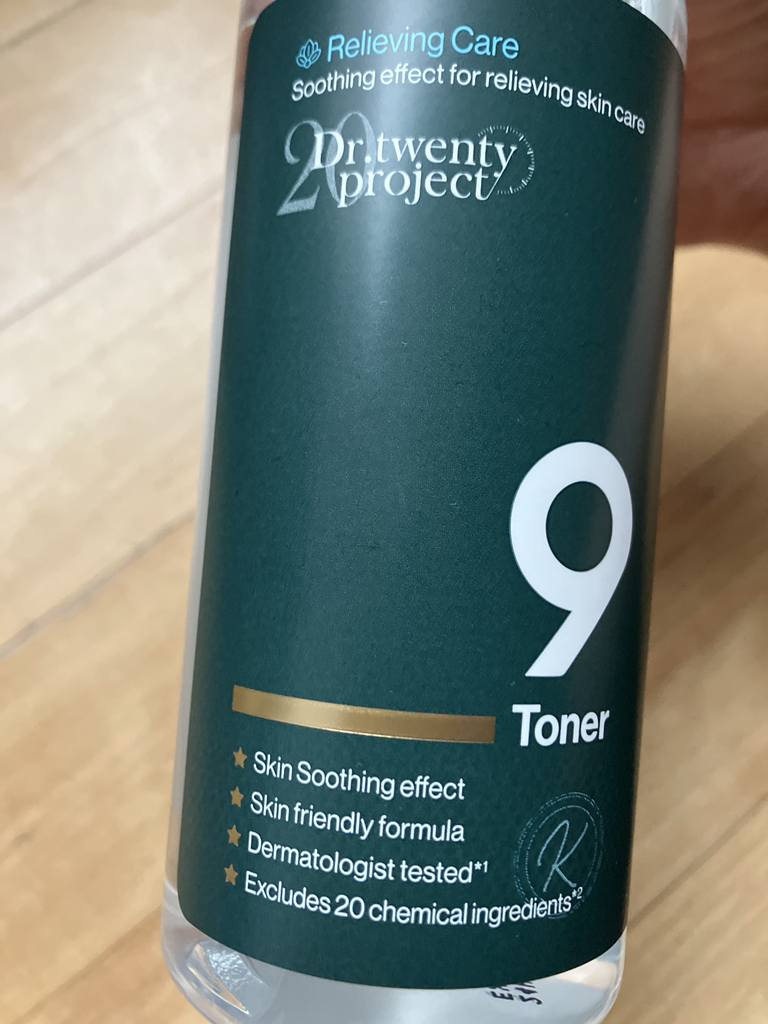 Relieving Care
Soothing effect for relieving skin care
20
Dr.twenty
project
9
Toner
Skin Soothing effect
Skin friendly formula
Dermatologist tested*1
Excludes 20 chemical ingredients*2
K